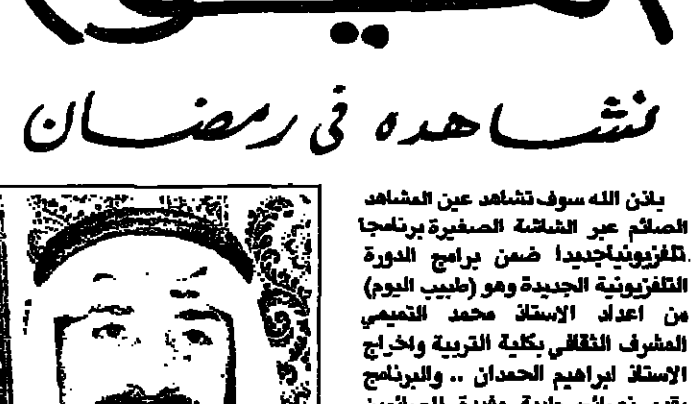 نشاهده في رمضان
باذن الله سوف تشاهد عين المشاهد
الصائم عبر الشاشة الصغيرة برنامجا
تلفزيونيا جديدا ضمن برامج الدورة
التلفزيونية الجديدة وهو (طبيب اليوم)
من اعداد الاستاذ محمد التميمي
المشرف الثقافي بكلية التربية واخراج
الاستاذ ابراهيم الحمدان .. والبرنامج